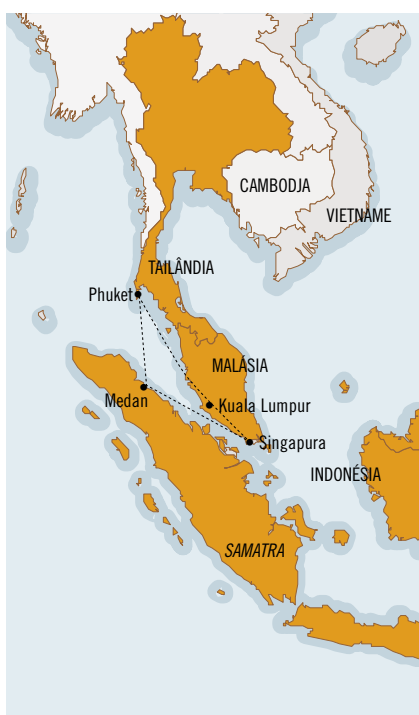 CAMBODJA
VIETNAME
TAILÂNDIA
Phuket
MALÁSIA
Medan
Kuala Lumpur
Singapura
INDONÉSIA
SAMATRA